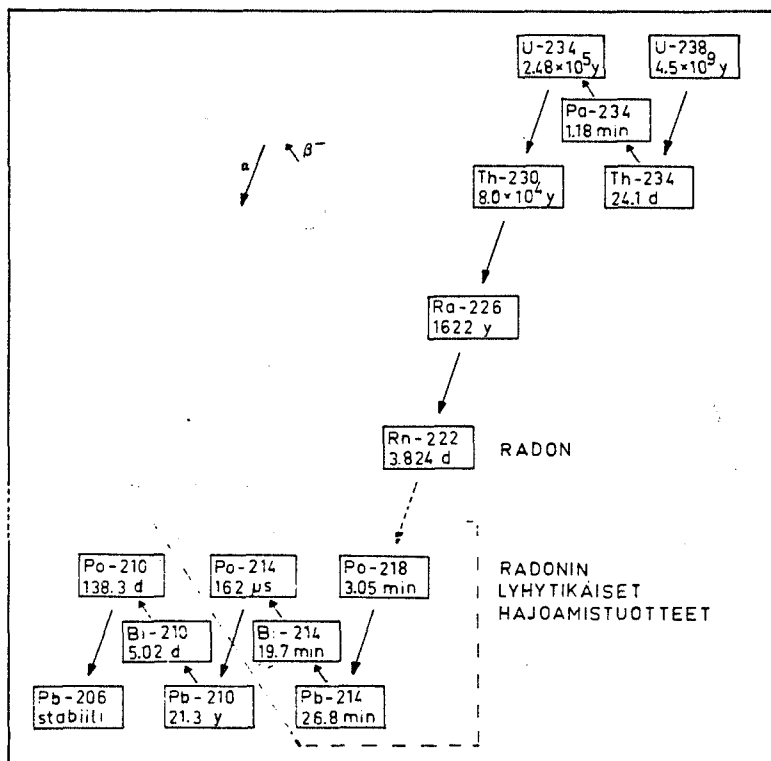 U-234
2.48×10⁵y
U-238
4.5×10⁹y
Pa-234
1.18 min
α
β⁻
Th-230
8.0×10⁴y
Th-234
24.1 d
Ra-226
1622 y
Rn-222
3.824 d
RADON
Po-210
138.3 d
Po-214
162 µs
Po-218
3.05 min
RADONIN
LYHYTIKÄISET
HAJOAMISTUOTTEET
Bi-210
5.02 d
Bi-214
19.7 min
Pb-206
stabiili
Pb-210
21.3 y
Pb-214
26.8 min